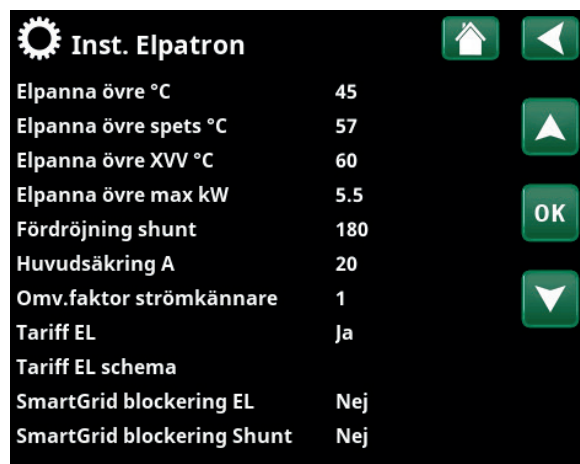 Inst. Elpatron
Elpanna övre °C 45
Elpanna övre spets °C 57
Elpanna övre XVV °C 60
Elpanna övre max kW 5.5
Fördröjning shunt 180
OK
Huvudsäkring A 20
Omv.faktor strömkännare 1
Tariff EL Ja
Tariff EL schema
SmartGrid blockering EL Nej
SmartGrid blockering Shunt Nej